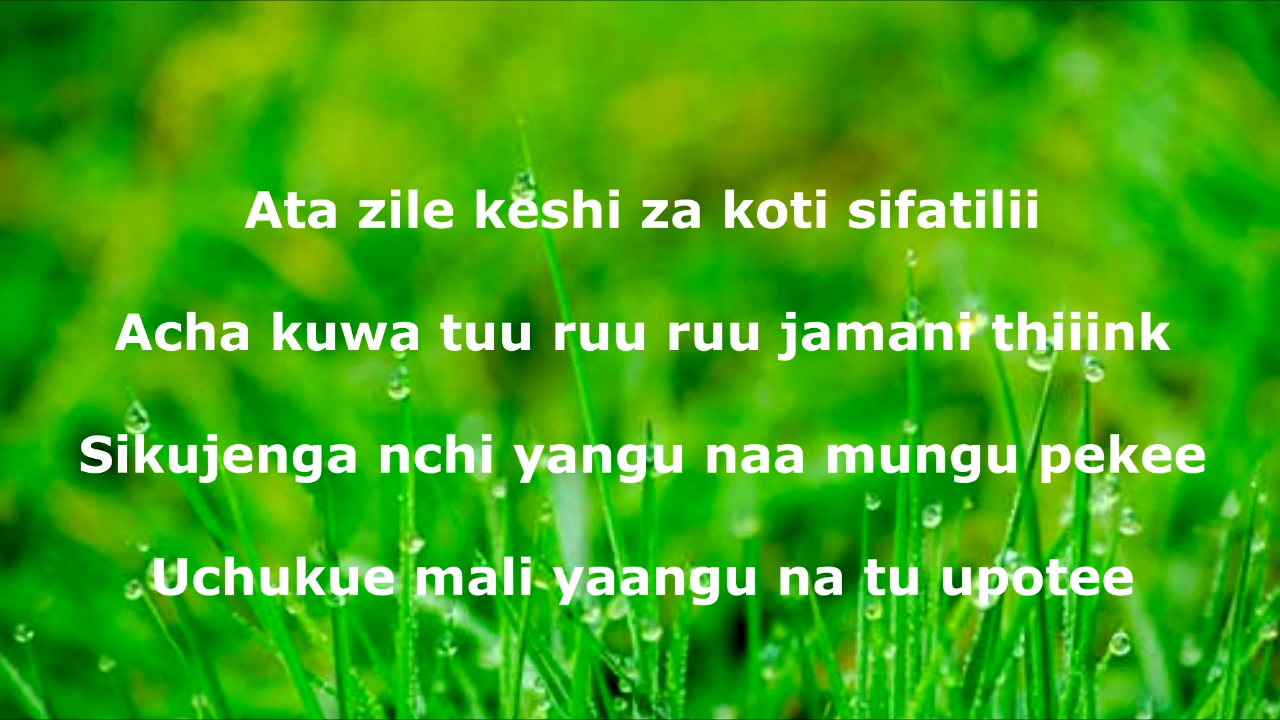 Ata zile keshi za koti sifatilii
Acha kuwa tuu ruu ruu jamani thiiink
Sikujenga nchi yangu naa mungu pekee
Uchukue mali yaangu na tu upotee